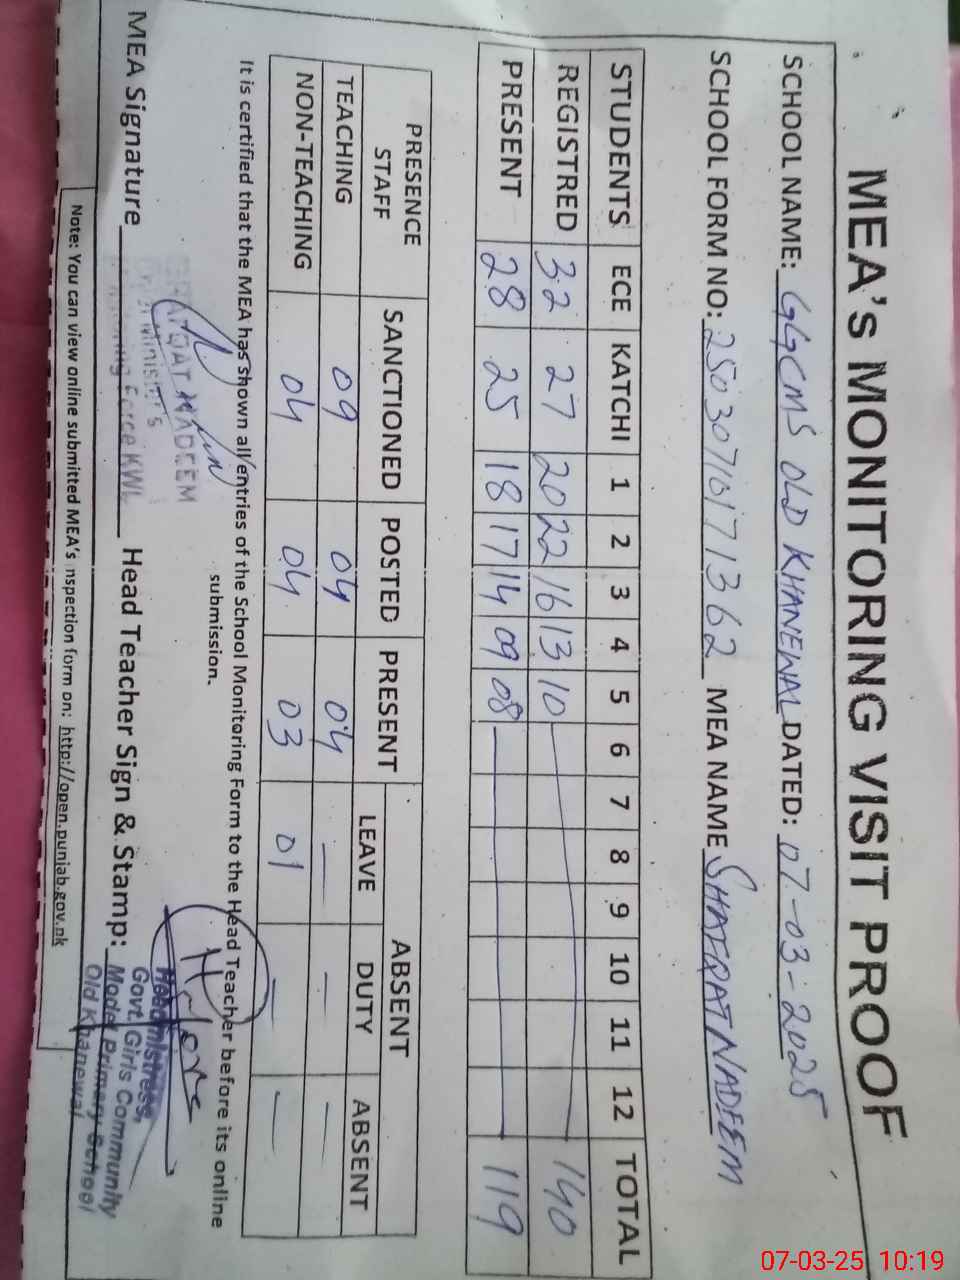 MEA's MONITORING VISIT PROOF
SCHOOL NAME: GGCMS OLD KHANEWAL DATED: 07-03-2025
SCHOOL FORM NO: 2503071017171362 MEA NAME SHAFQAT NADEEM
STUDENTS ECE KATCHI 1 2 3 4 5 6 7 8 9 10 11 12 TOTAL
REGISTRED 32 27 20 22 16 13 10 140
PRESENT 28 25 18 17 14 09 08 119
PRESENCE STAFF SANCTIONED POSTED PRESENT ABSENT
LEAVE DUTY ABSENT
TEACHING 09 04 04 — — —
NON-TEACHING 04 04 03 01 — —
It is certified that the MEA has shown all entries of the School Monitoring Form to the Head Teacher before its online
submission.
SHAFQAT NADEEM
Minister's
Force KWL
MEA Signature Head Teacher Sign & Stamp:
Headmistress,
Govt. Girls Community
Model Primary School
Old Khanewal
Note: You can view online submitted MEA's nspection form on: http://open.punjab.gov.pk
07-03-25 10:19